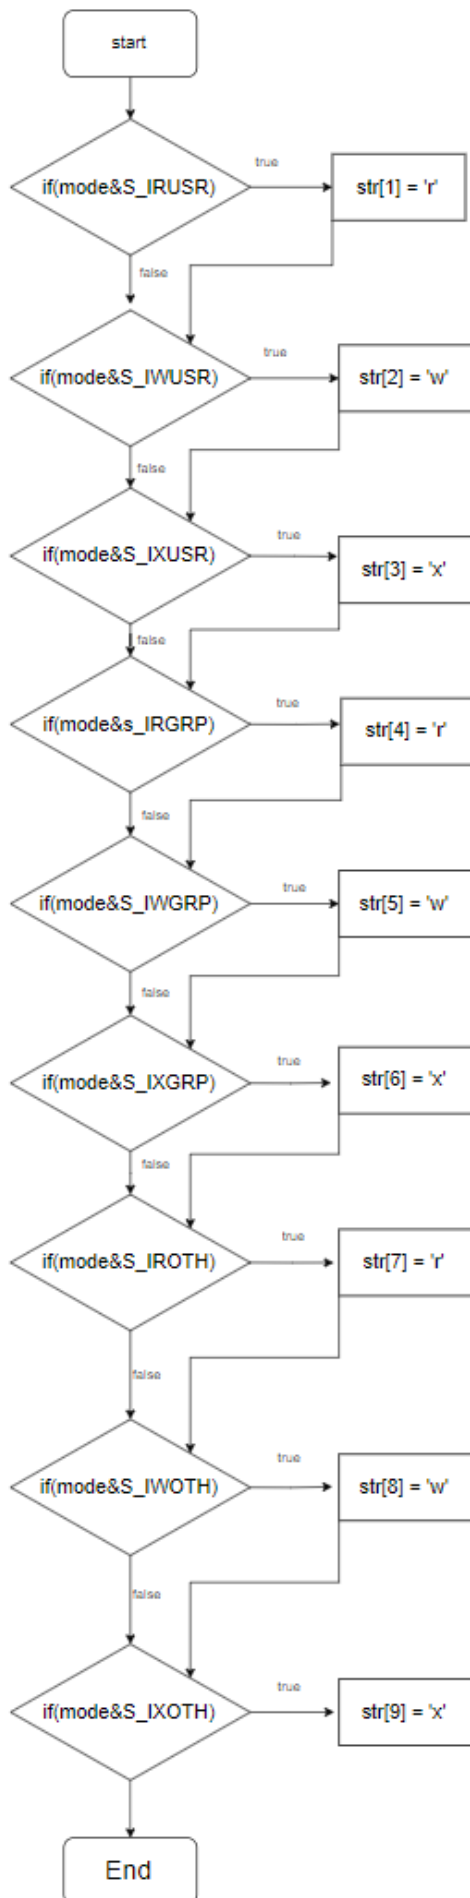 start
if(mode&S_IRUSR)
true
str[1] = 'r'
false
if(mode&S_IWUSR)
true
str[2] = 'w'
false
if(mode&S_IXUSR)
true
str[3] = 'x'
false
if(mode&s_IRGRP)
true
str[4] = 'r'
false
if(mode&S_IWGRP)
true
str[5] = 'w'
false
if(mode&S_IXGRP)
true
str[6] = 'x'
false
if(mode&S_IROTH)
true
str[7] = 'r'
false
if(mode&S_IWOTH)
true
str[8] = 'w'
false
if(mode&S_IXOTH)
true
str[9] = 'x'
End